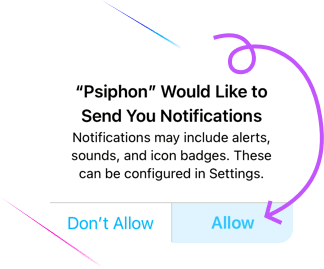 “Psiphon” Would Like to
Send You Notifications
Notifications may include alerts,
sounds, and icon badges. These
can be configured in Settings.
Don’t Allow
Allow